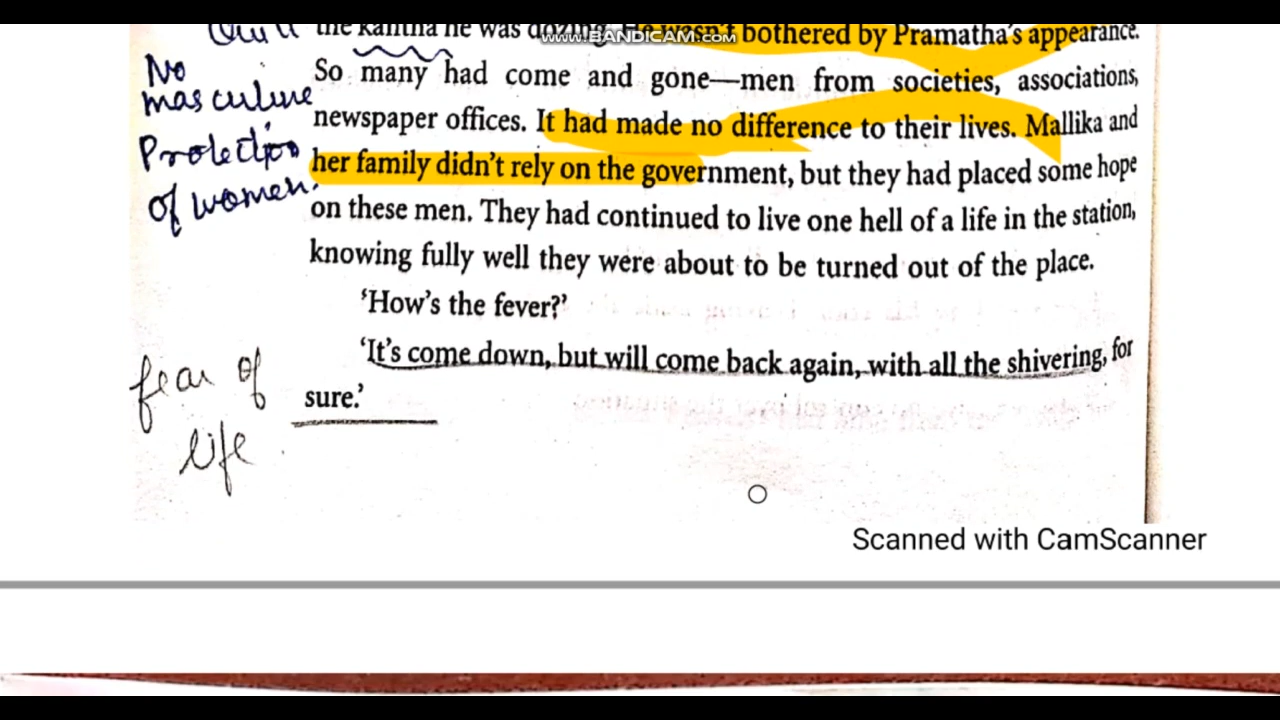 the kantha he was dozing. He wasn't bothered by Pramatha's appearance.
www.BANDICAM.com
No
masculine
Protection
of women.
So many had come and gone—men from societies, associations,
newspaper offices. It had made no difference to their lives. Mallika and
her family didn't rely on the government, but they had placed some hope
on these men. They had continued to live one hell of a life in the station,
knowing fully well they were about to be turned out of the place.
'How's the fever?'
'It's come down, but will come back again, with all the shivering, for
sure.'
fear of
life
Scanned with CamScanner